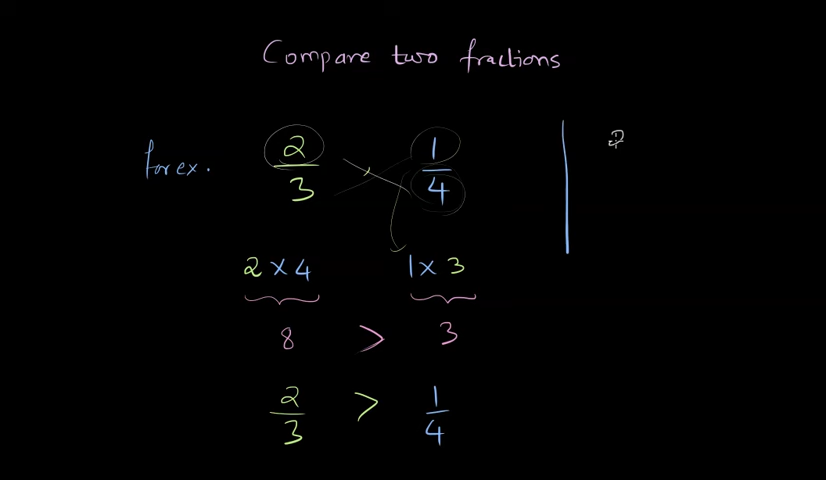 Compare two fractions
for ex. 2/3 1/4
2 × 4 1 × 3
8 > 3
2/3 > 1/4